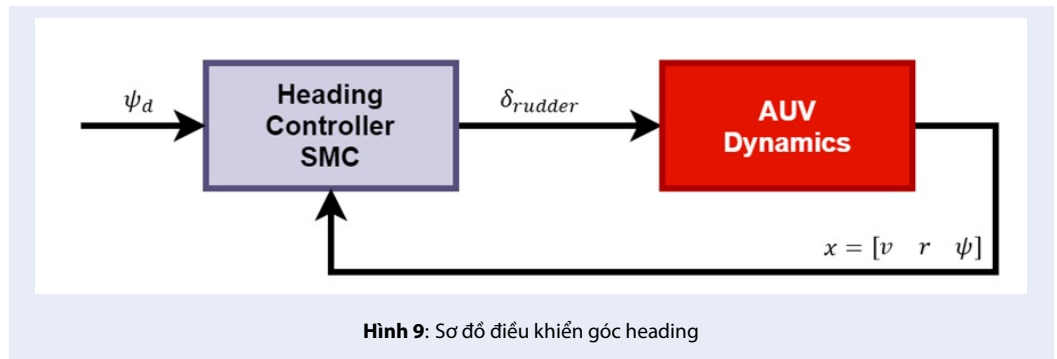 ψ_d
Heading
Controller
SMC
δ_rudder
AUV
Dynamics
x = [v r ψ]
Hình 9: Sơ đồ điều khiển góc heading